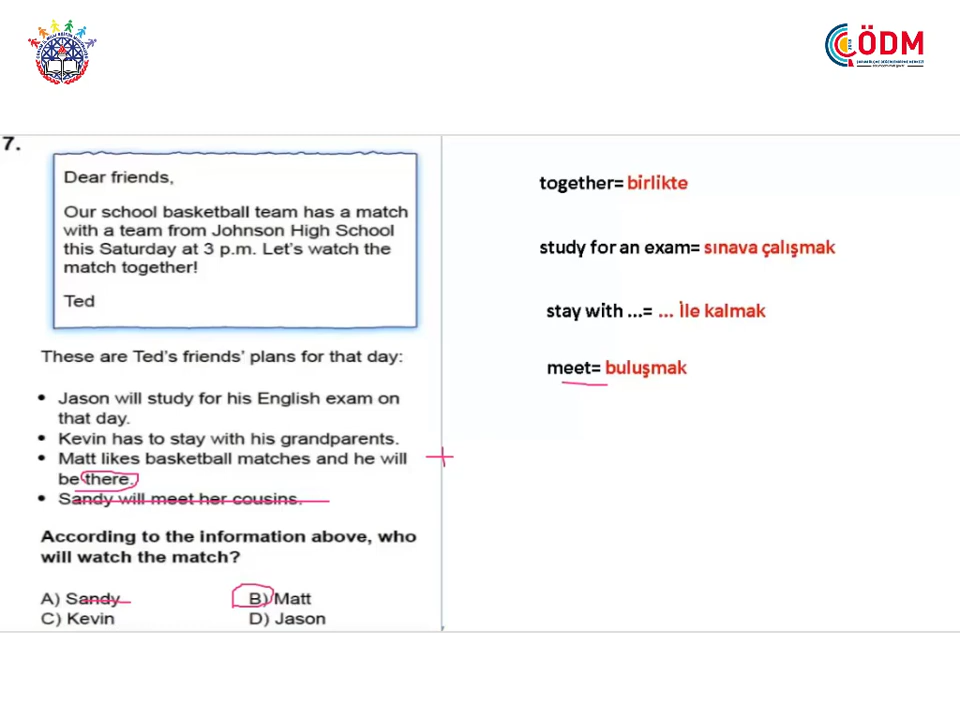 ÖDM
7.
Dear friends,
Our school basketball team has a match
with a team from Johnson High School
this Saturday at 3 p.m. Let's watch the
match together!
Ted
These are Ted's friends' plans for that day:
• Jason will study for his English exam on
that day.
• Kevin has to stay with his grandparents.
• Matt likes basketball matches and he will
be there.
• Sandy will meet her cousins.
According to the information above, who
will watch the match?
A) Sandy B) Matt
C) Kevin D) Jason
together= birlikte
study for an exam= sınava çalışmak
stay with ...= ... İle kalmak
meet= buluşmak